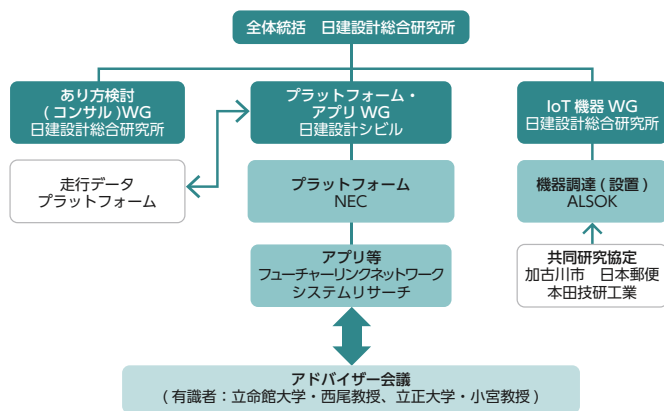 全体統括　日建設計総合研究所
あり方検討
(コンサル)WG
日建設計総合研究所
プラットフォーム・
アプリWG
日建設計シビル
IoT機器WG
日建設計総合研究所
走行データ
プラットフォーム
プラットフォーム
NEC
機器調達(設置)
ALSOK
アプリ等
フューチャーリンクネットワーク
システムリサーチ
共同研究協定
加古川市　日本郵便
本田技研工業
アドバイザー会議
(有識者：立命館大学・西尾教授、立正大学・小宮教授)